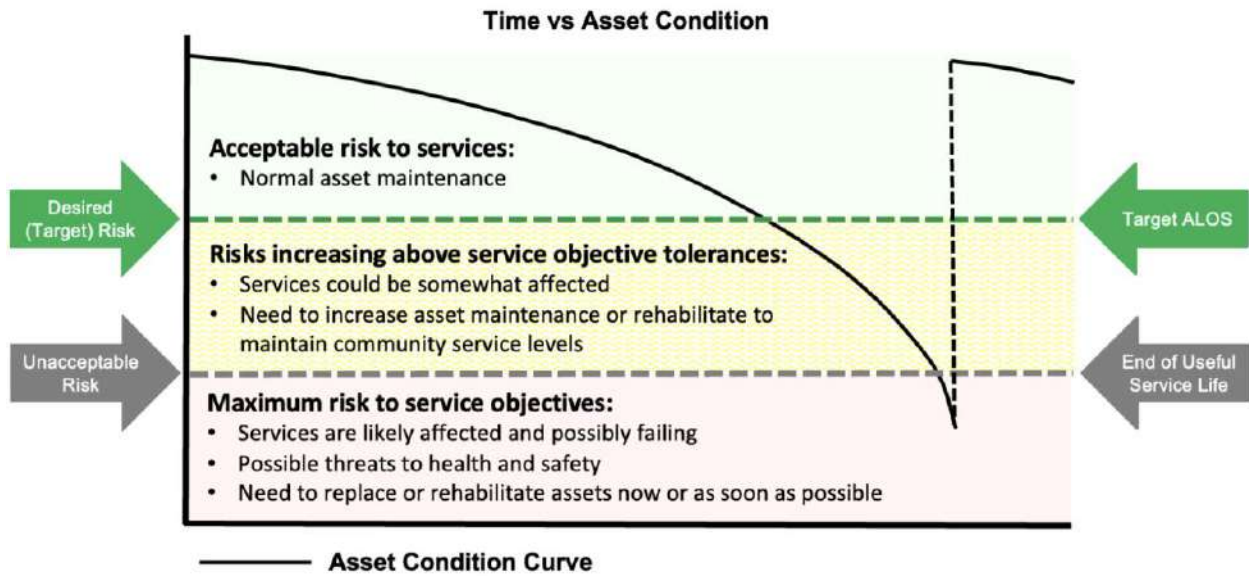 Time vs Asset Condition
Acceptable risk to services:
• Normal asset maintenance
Desired
(Target) Risk
Target ALOS
Risks increasing above service objective tolerances:
• Services could be somewhat affected
• Need to increase asset maintenance or rehabilitate to
maintain community service levels
Unacceptable
Risk
End of Useful
Service Life
Maximum risk to service objectives:
• Services are likely affected and possibly failing
• Possible threats to health and safety
• Need to replace or rehabilitate assets now or as soon as possible
Asset Condition Curve